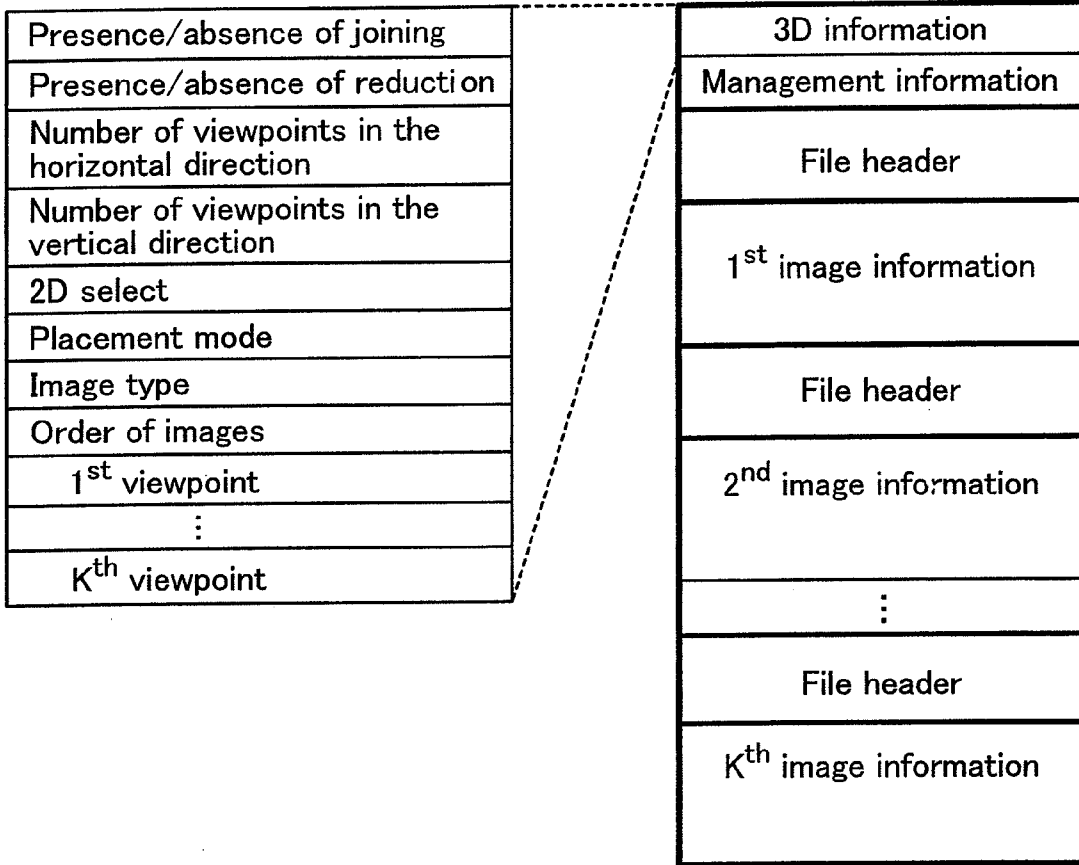 Presence/absence of joining
Presence/absence of reduction
Number of viewpoints in the
horizontal direction
Number of viewpoints in the
vertical direction
2D select
Placement mode
Image type
Order of images
1st viewpoint
⋮
Kth viewpoint
3D information
Management information
File header
1st image information
File header
2nd image information
⋮
File header
Kth image information